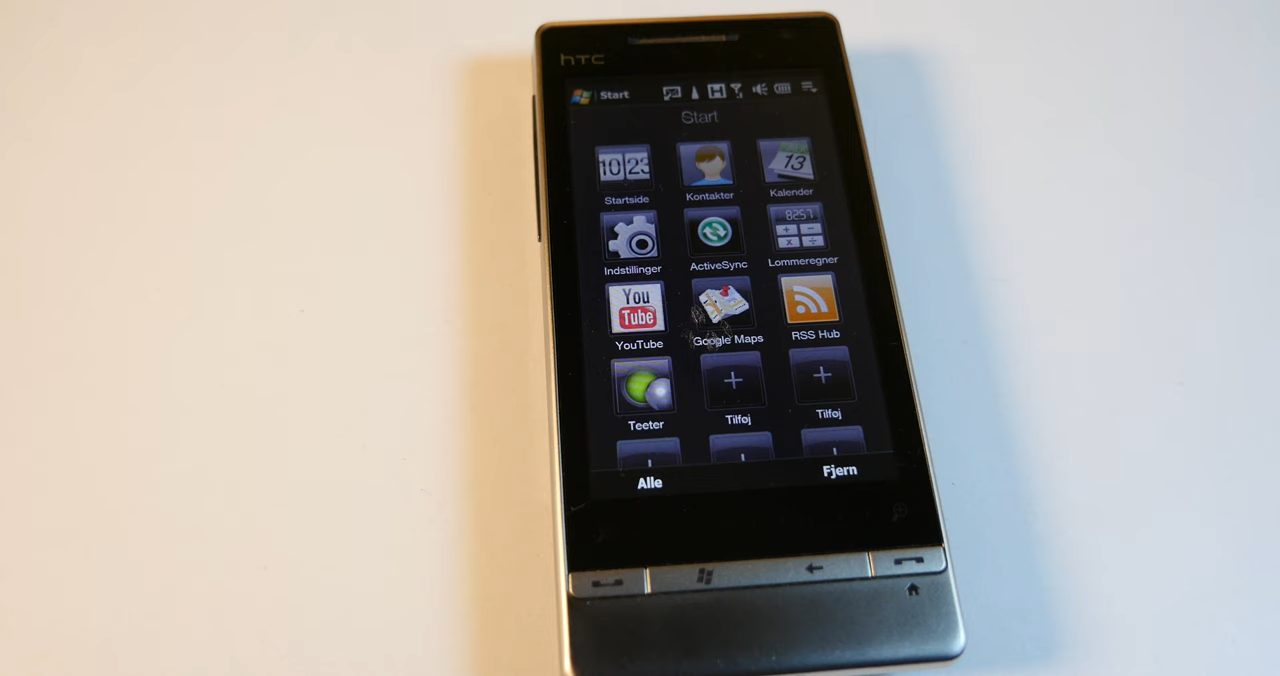 hTC
Start
H
Start
10 23
13
Startside
Kontakter
Kalender
8257
Indstillinger
ActiveSync
Lommeregner
You
Tube
YouTube
Google Maps
RSS Hub
Teeter
Tilføj
Tilføj
Alle
Fjern